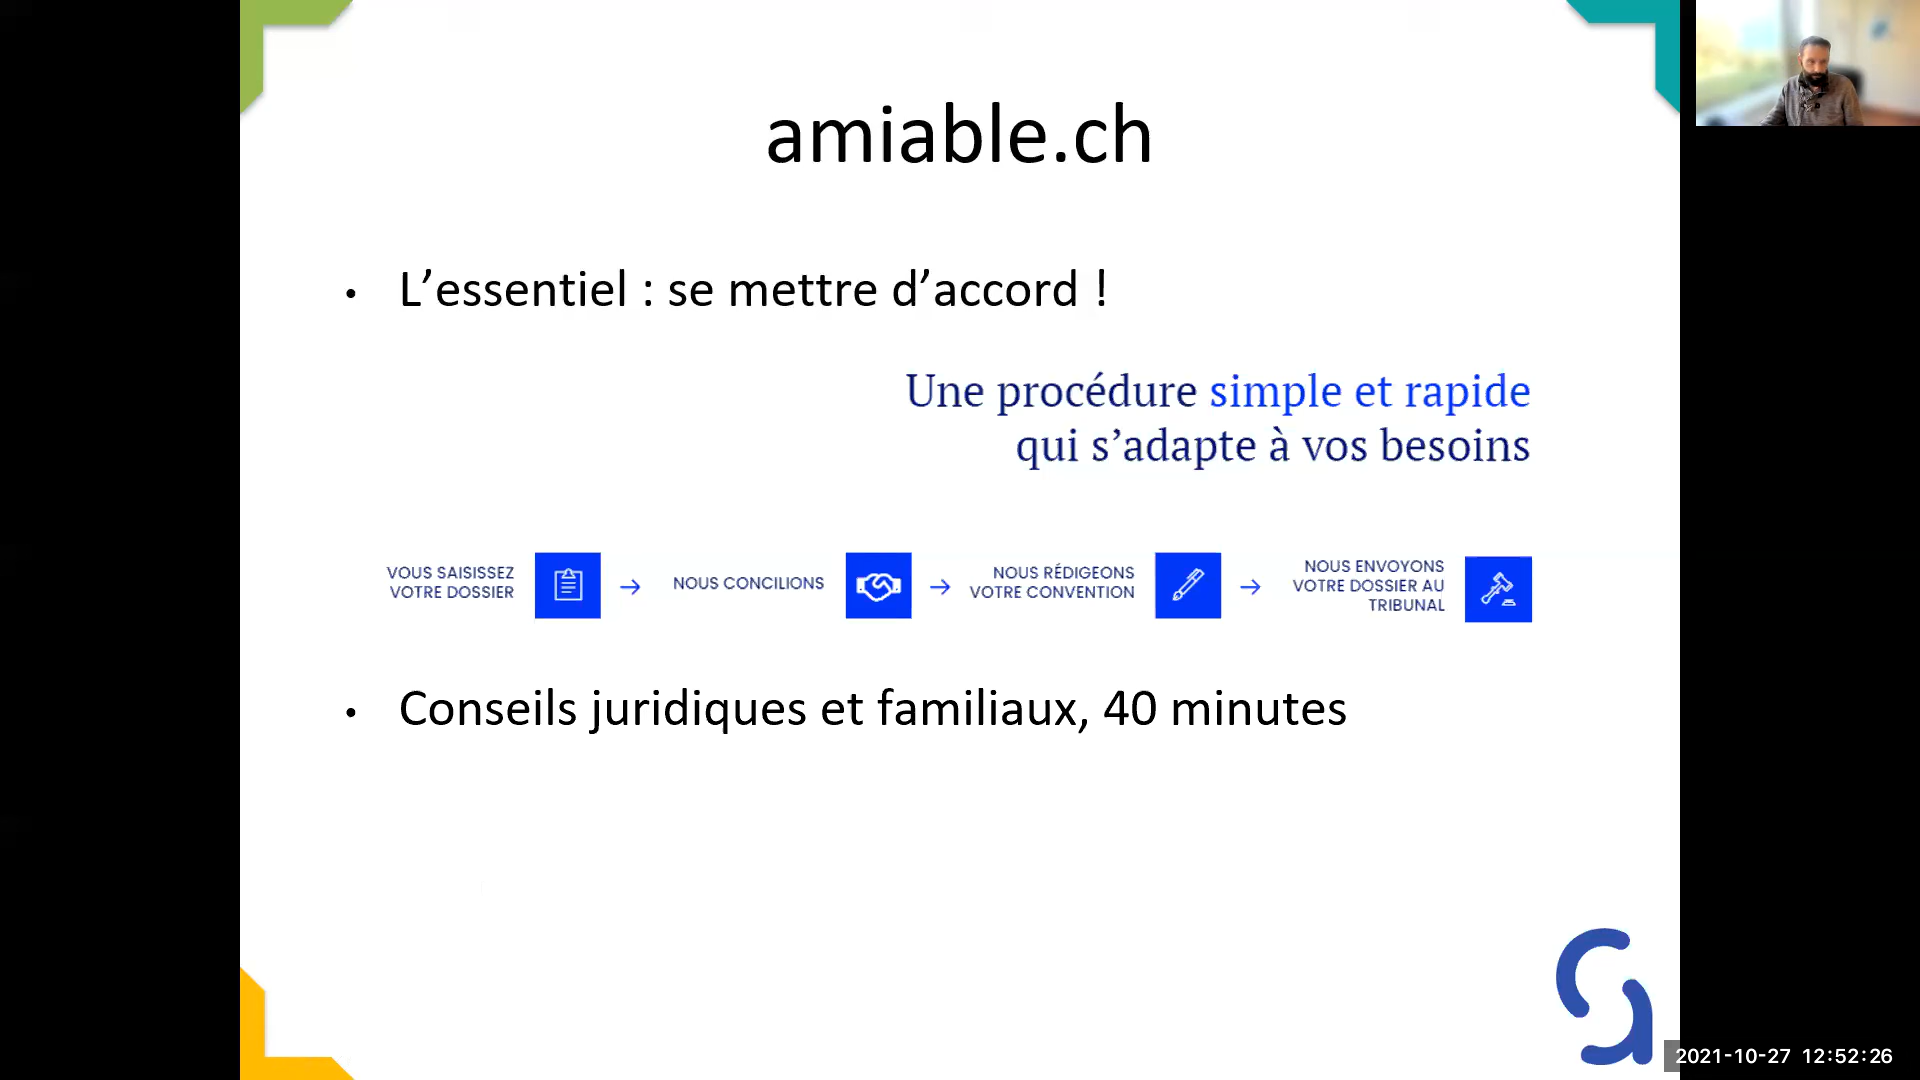 amiable.ch
• L’essentiel : se mettre d’accord !
Une procédure simple et rapide
qui s’adapte à vos besoins
VOUS SAISISSEZ
VOTRE DOSSIER
NOUS CONCILIONS
NOUS RÉDIGEONS
VOTRE CONVENTION
NOUS ENVOYONS
VOTRE DOSSIER AU
TRIBUNAL
• Conseils juridiques et familiaux, 40 minutes
2021-10-27 12:52:26